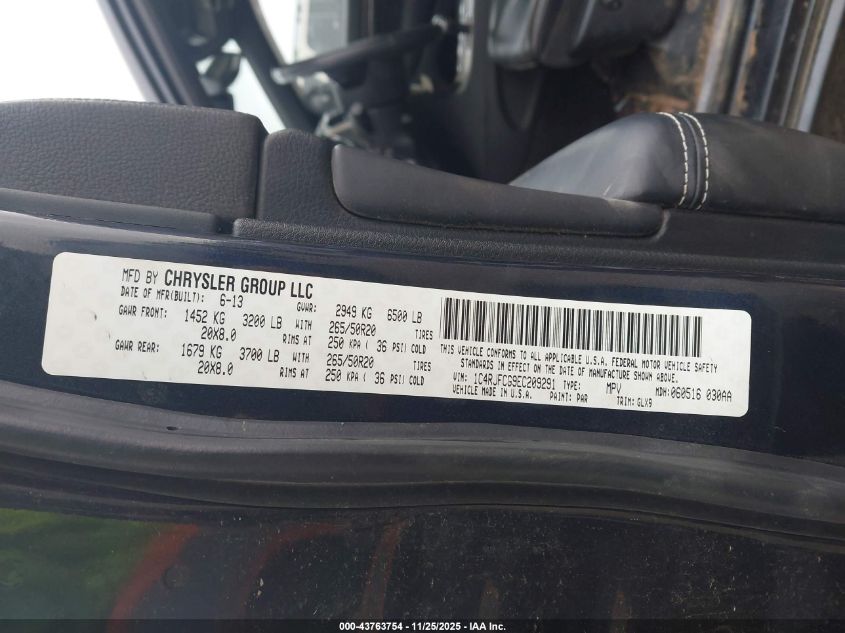 MFD BY CHRYSLER GROUP LLC
DATE OF MFR(BUILT): 6-13 GVWR: 2949 KG 6500 LB
GAWR FRONT: 1452 KG 3200 LB WITH 265/50R20 TIRES
20X8.0 RIMS AT 250 KPA ( 36 PSI) COLD
GAWR REAR: 1679 KG 3700 LB WITH 265/50R20 TIRES
20X8.0 RIMS AT 250 KPA ( 36 PSI) COLD
THIS VEHICLE CONFORMS TO ALL APPLICABLE U.S.A. FEDERAL MOTOR VEHICLE SAFETY
STANDARDS IN EFFECT ON THE DATE OF MANUFACTURE SHOWN ABOVE.
VIN: 1C4RJFCG9EC209291 TYPE: MPV MDH: 060516 030AA
VEHICLE MADE IN U.S.A. PAINT: PAR TRIM: GLX9
000-43763754 - 11/25/2025 - IAA Inc.